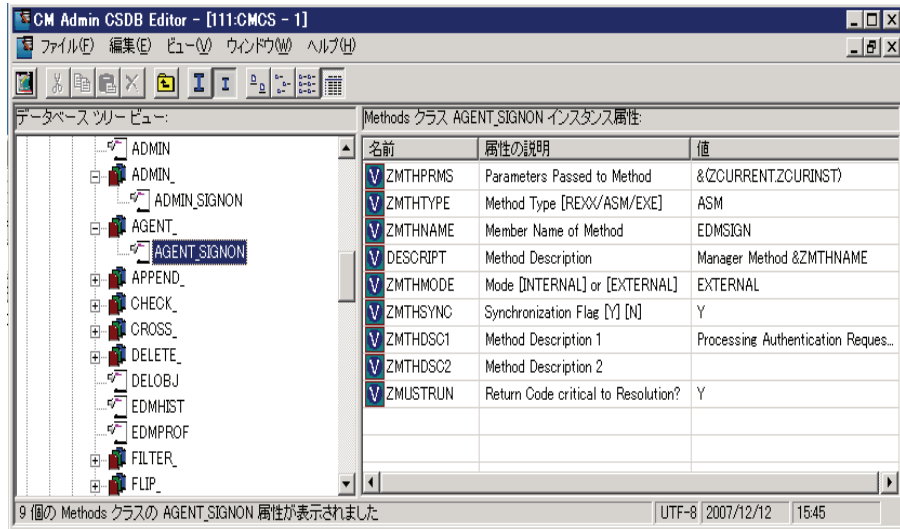 CM Admin CSDB Editor - [111:CMCS - 1]
ファイル(F) 編集(E) ビュー(V) ウィンドウ(W) ヘルプ(H)
データベース ツリー ビュー:
ADMIN
ADMIN_
ADMIN_SIGNON
AGENT_
AGENT_SIGNON
APPEND_
CHECK_
CROSS_
DELETE_
DELOBJ
EDMHIST
EDMPROF
FILTER_
FLIP_
Methods クラス AGENT_SIGNON インスタンス属性:
名前 属性の説明 値
ZMTHPRMS Parameters Passed to Method &(ZCURRENT.ZCURINST)
ZMTHTYPE Method Type [REXX/ASM/EXE] ASM
ZMTHNAME Member Name of Method EDMSIGN
DESCRIPT Method Description Manager Method &ZMTHNAME
ZMTHMODE Mode [INTERNAL] or [EXTERNAL] EXTERNAL
ZMTHSYNC Synchronization Flag [Y] [N] Y
ZMTHDSC1 Method Description 1 Processing Authentication Reques...
ZMTHDSC2 Method Description 2
ZMUSTRUN Return Code critical to Resolution? Y
9 個の Methods クラスの AGENT_SIGNON 属性が表示されました UTF-8 2007/12/12 15:45